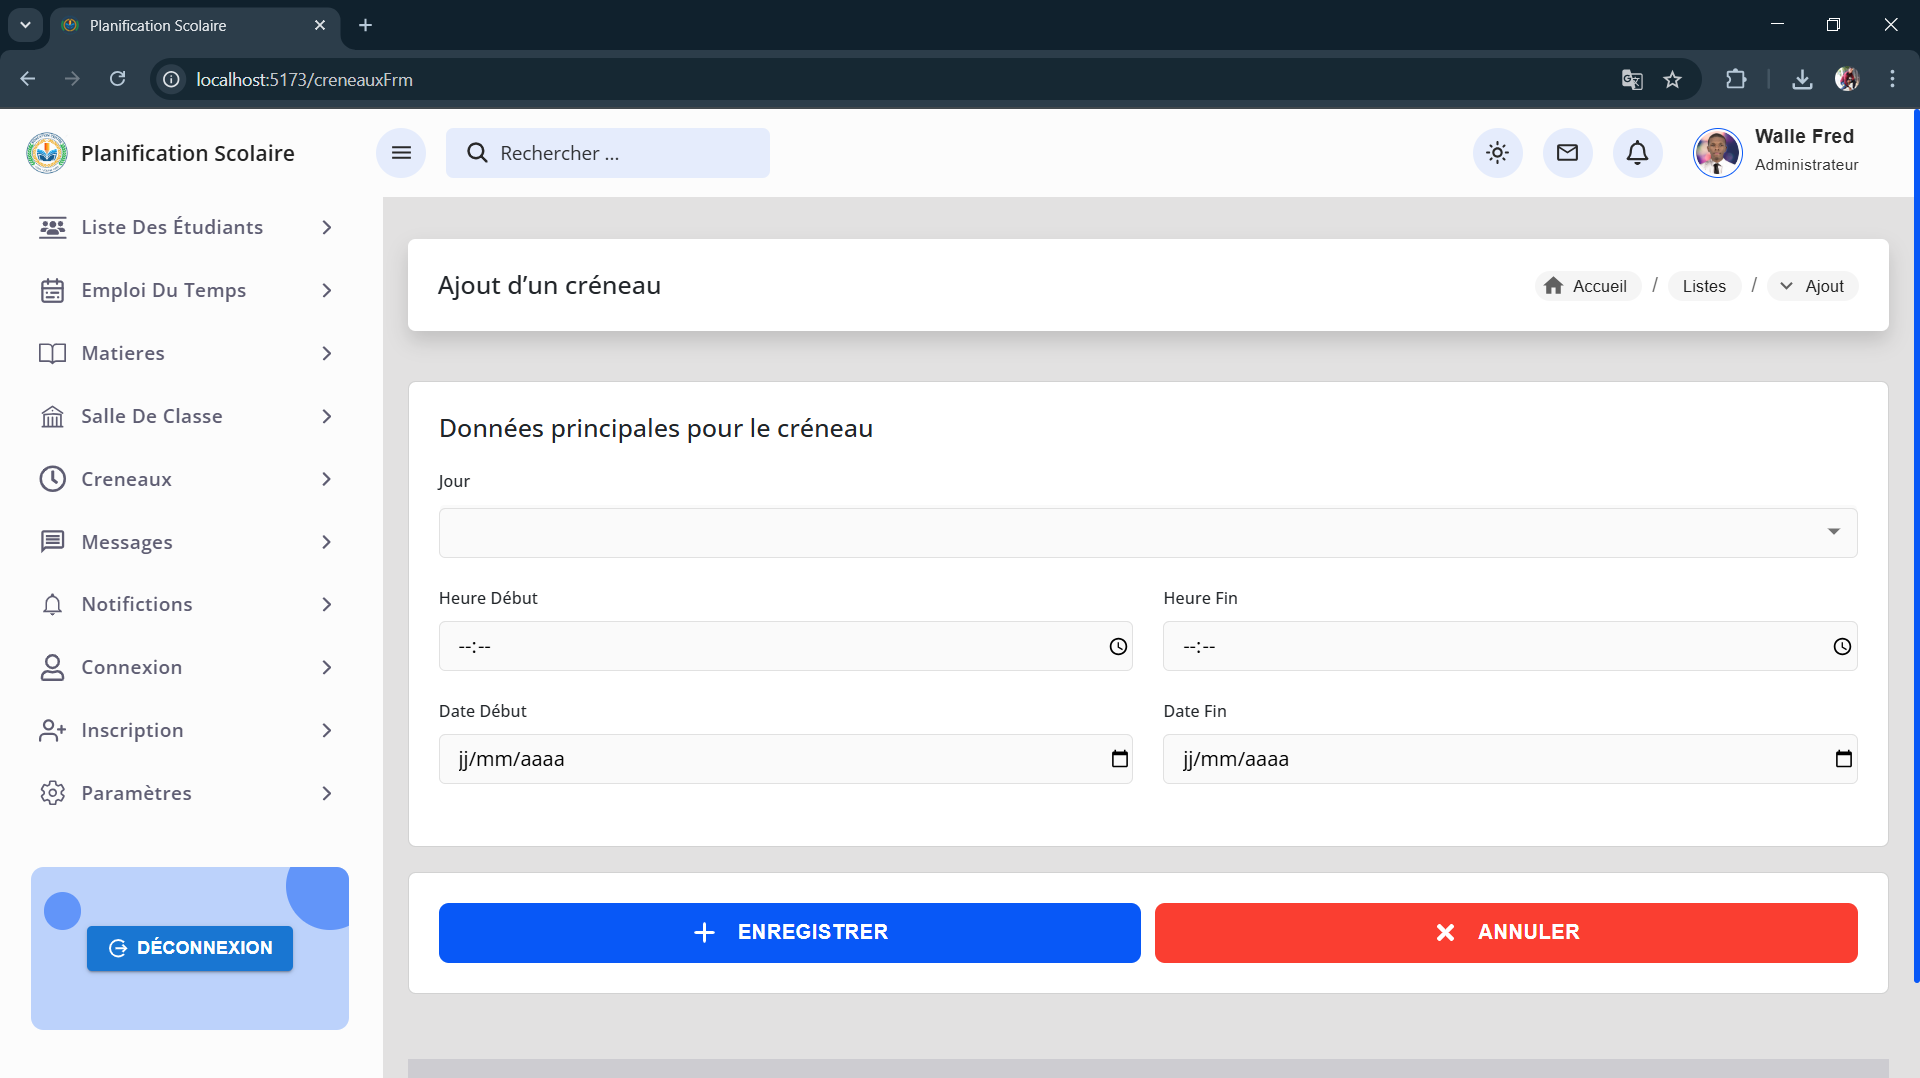 Planification Scolaire
localhost:5173/creneauxFrm
Planification Scolaire
Rechercher ...
Walle Fred
Administrateur
Liste Des Étudiants
Emploi Du Temps
Matieres
Salle De Classe
Creneaux
Messages
Notifictions
Connexion
Inscription
Paramètres
DÉCONNEXION
Ajout d’un créneau
Accueil / Listes / Ajout
Données principales pour le créneau
Jour
Heure Début
Heure Fin
--:--
--:--
Date Début
Date Fin
jj/mm/aaaa
jj/mm/aaaa
ENREGISTRER
ANNULER